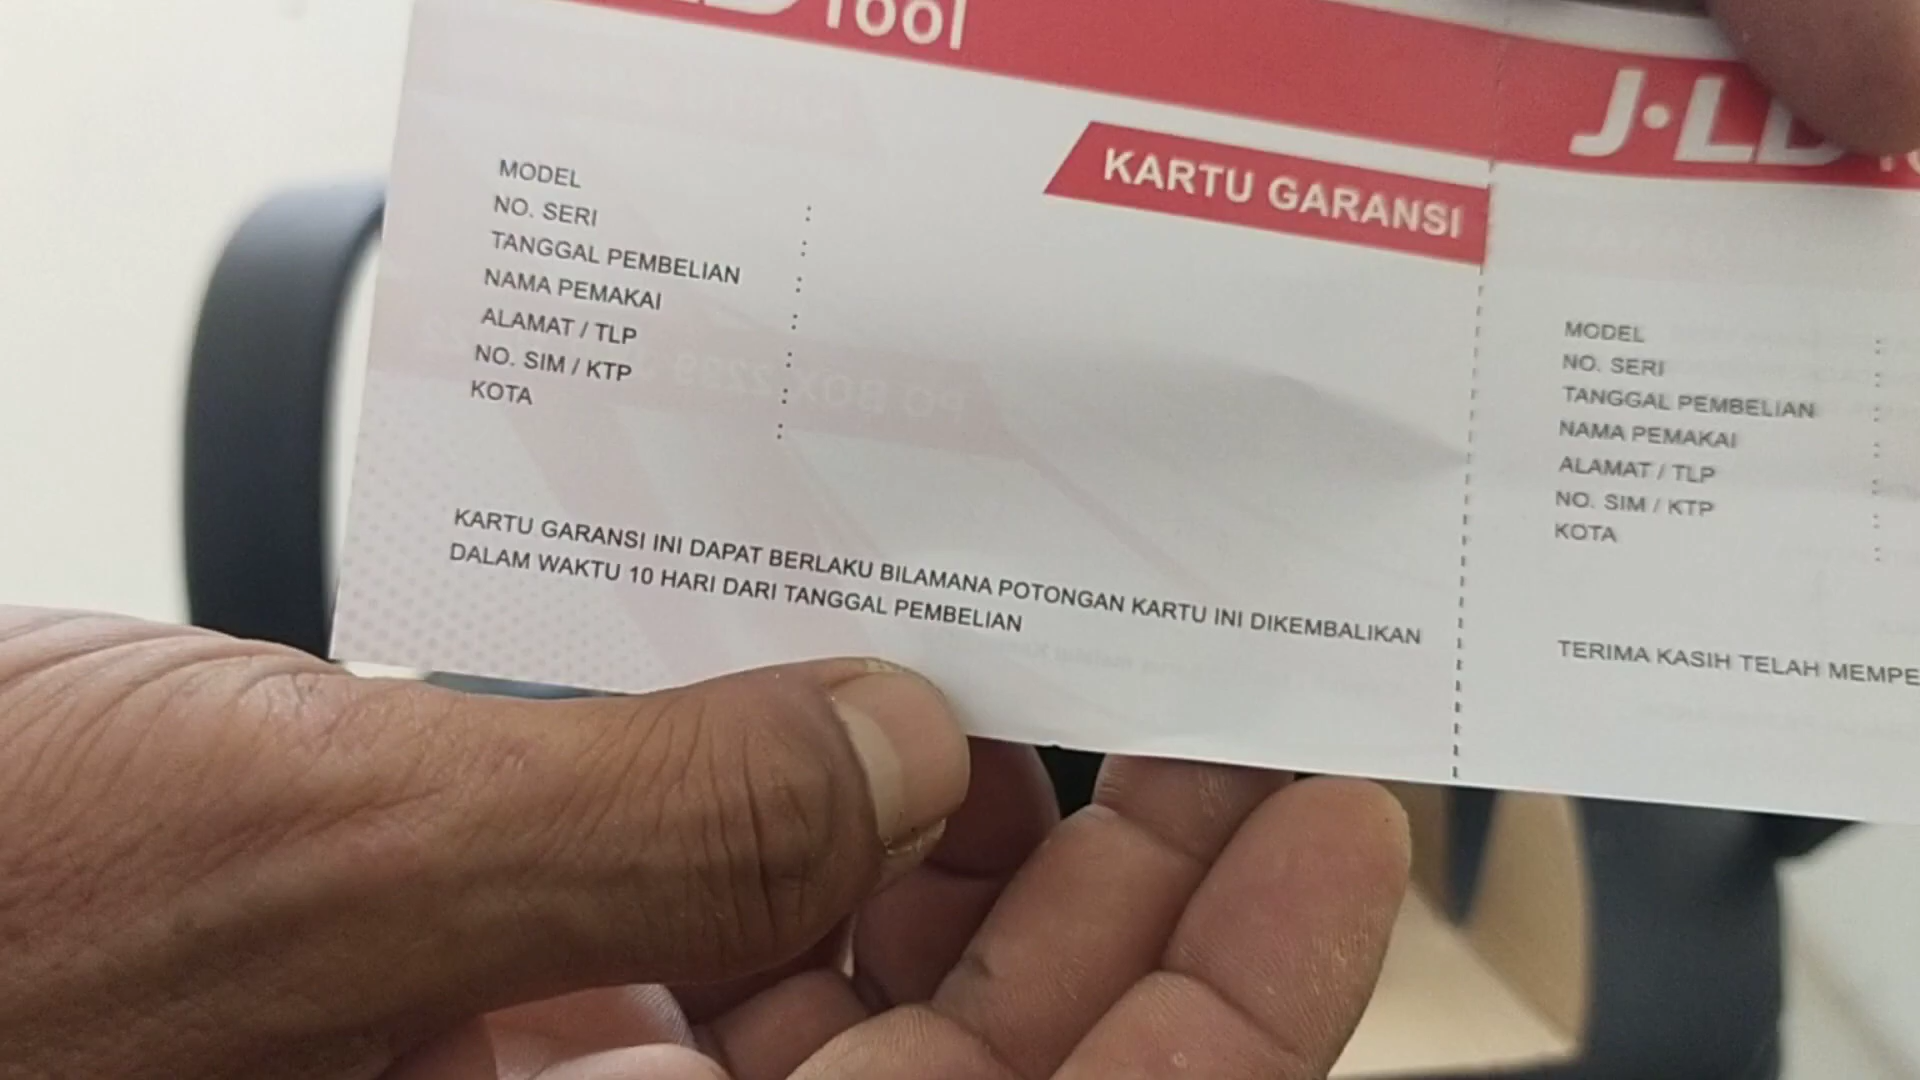 Tool
J·LD
KARTU GARANSI
MODEL :
NO. SERI :
TANGGAL PEMBELIAN :
NAMA PEMAKAI :
ALAMAT / TLP :
NO. SIM / KTP :
KOTA :
KARTU GARANSI INI DAPAT BERLAKU BILAMANA POTONGAN KARTU INI DIKEMBALIKAN
DALAM WAKTU 10 HARI DARI TANGGAL PEMBELIAN
MODEL :
NO. SERI :
TANGGAL PEMBELIAN :
NAMA PEMAKAI :
ALAMAT / TLP :
NO. SIM / KTP :
KOTA :
TERIMA KASIH TELAH